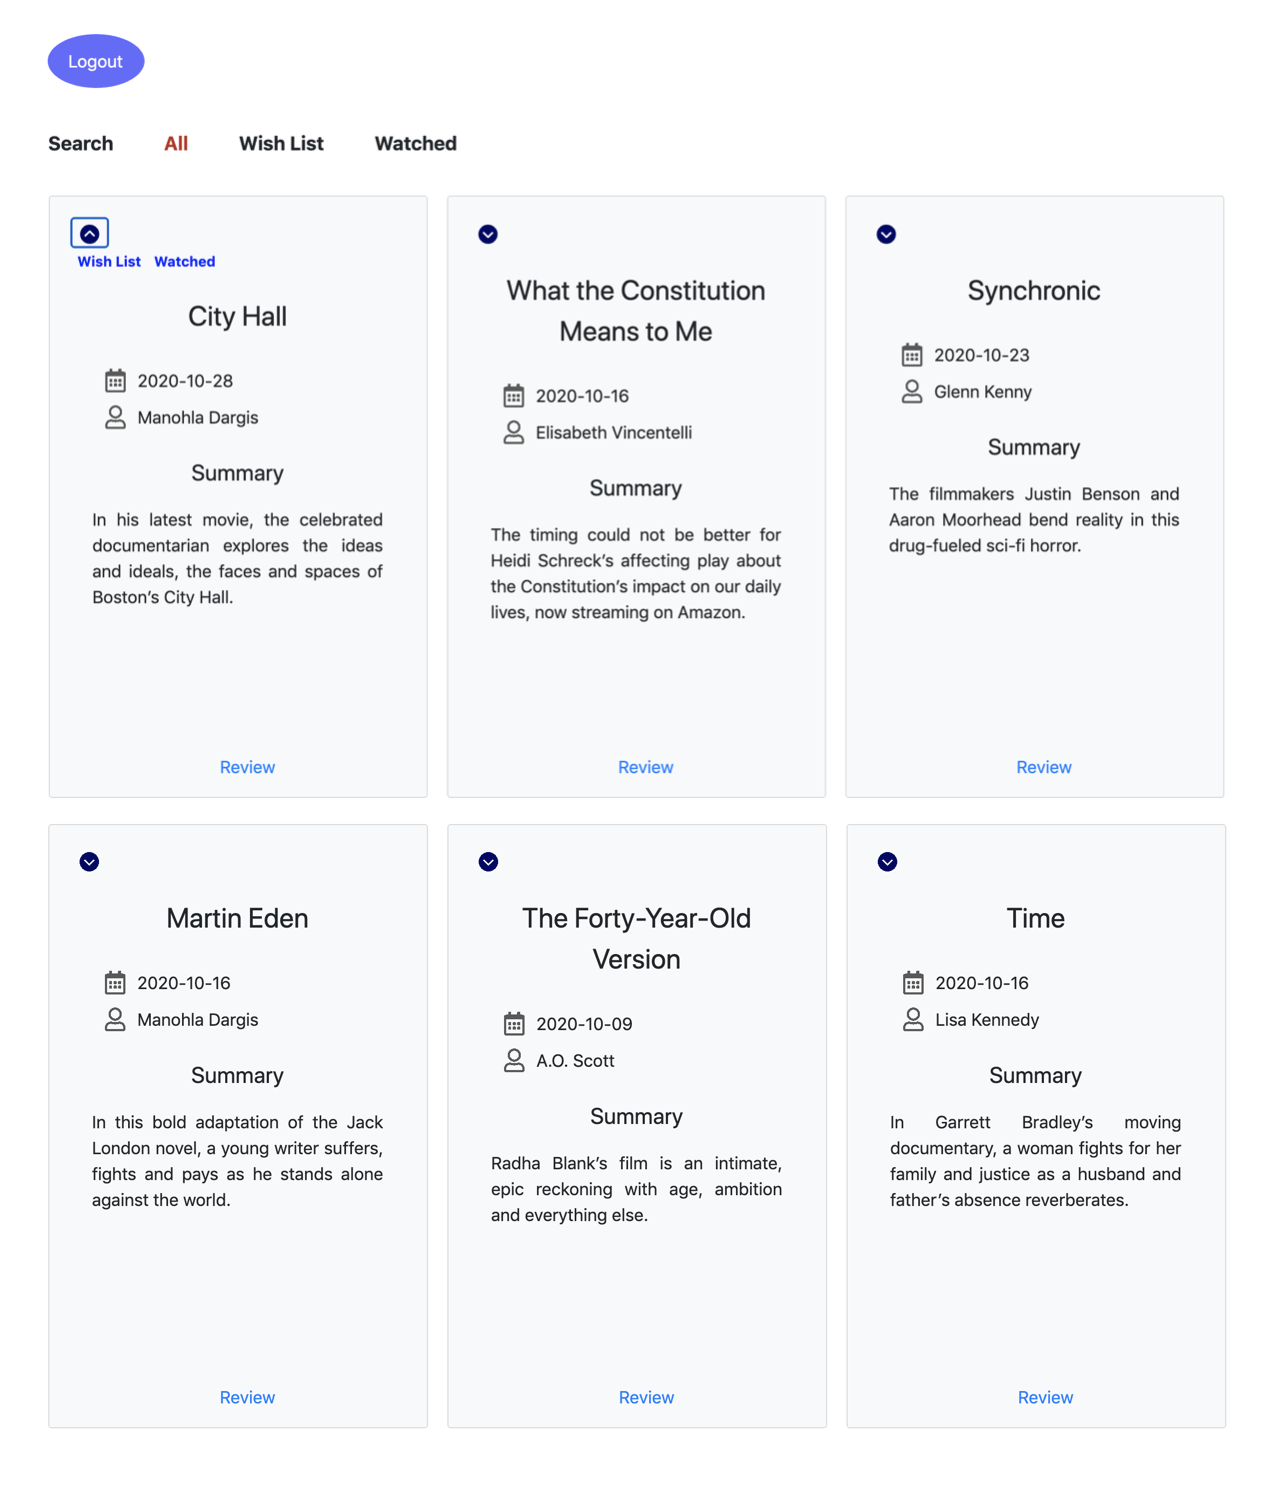 Logout
Search All Wish List Watched
Wish List Watched
City Hall
2020-10-28
Manohla Dargis
Summary
In his latest movie, the celebrated
documentarian explores the ideas
and ideals, the faces and spaces of
Boston’s City Hall.
Review
What the Constitution
Means to Me
2020-10-16
Elisabeth Vincentelli
Summary
The timing could not be better for
Heidi Schreck’s affecting play about
the Constitution’s impact on our daily
lives, now streaming on Amazon.
Review
Synchronic
2020-10-23
Glenn Kenny
Summary
The filmmakers Justin Benson and
Aaron Moorhead bend reality in this
drug-fueled sci-fi horror.
Review
Martin Eden
2020-10-16
Manohla Dargis
Summary
In this bold adaptation of the Jack
London novel, a young writer suffers,
fights and pays as he stands alone
against the world.
Review
The Forty-Year-Old
Version
2020-10-09
A.O. Scott
Summary
Radha Blank’s film is an intimate,
epic reckoning with age, ambition
and everything else.
Review
Time
2020-10-16
Lisa Kennedy
Summary
In Garrett Bradley’s moving
documentary, a woman fights for her
family and justice as a husband and
father’s absence reverberates.
Review